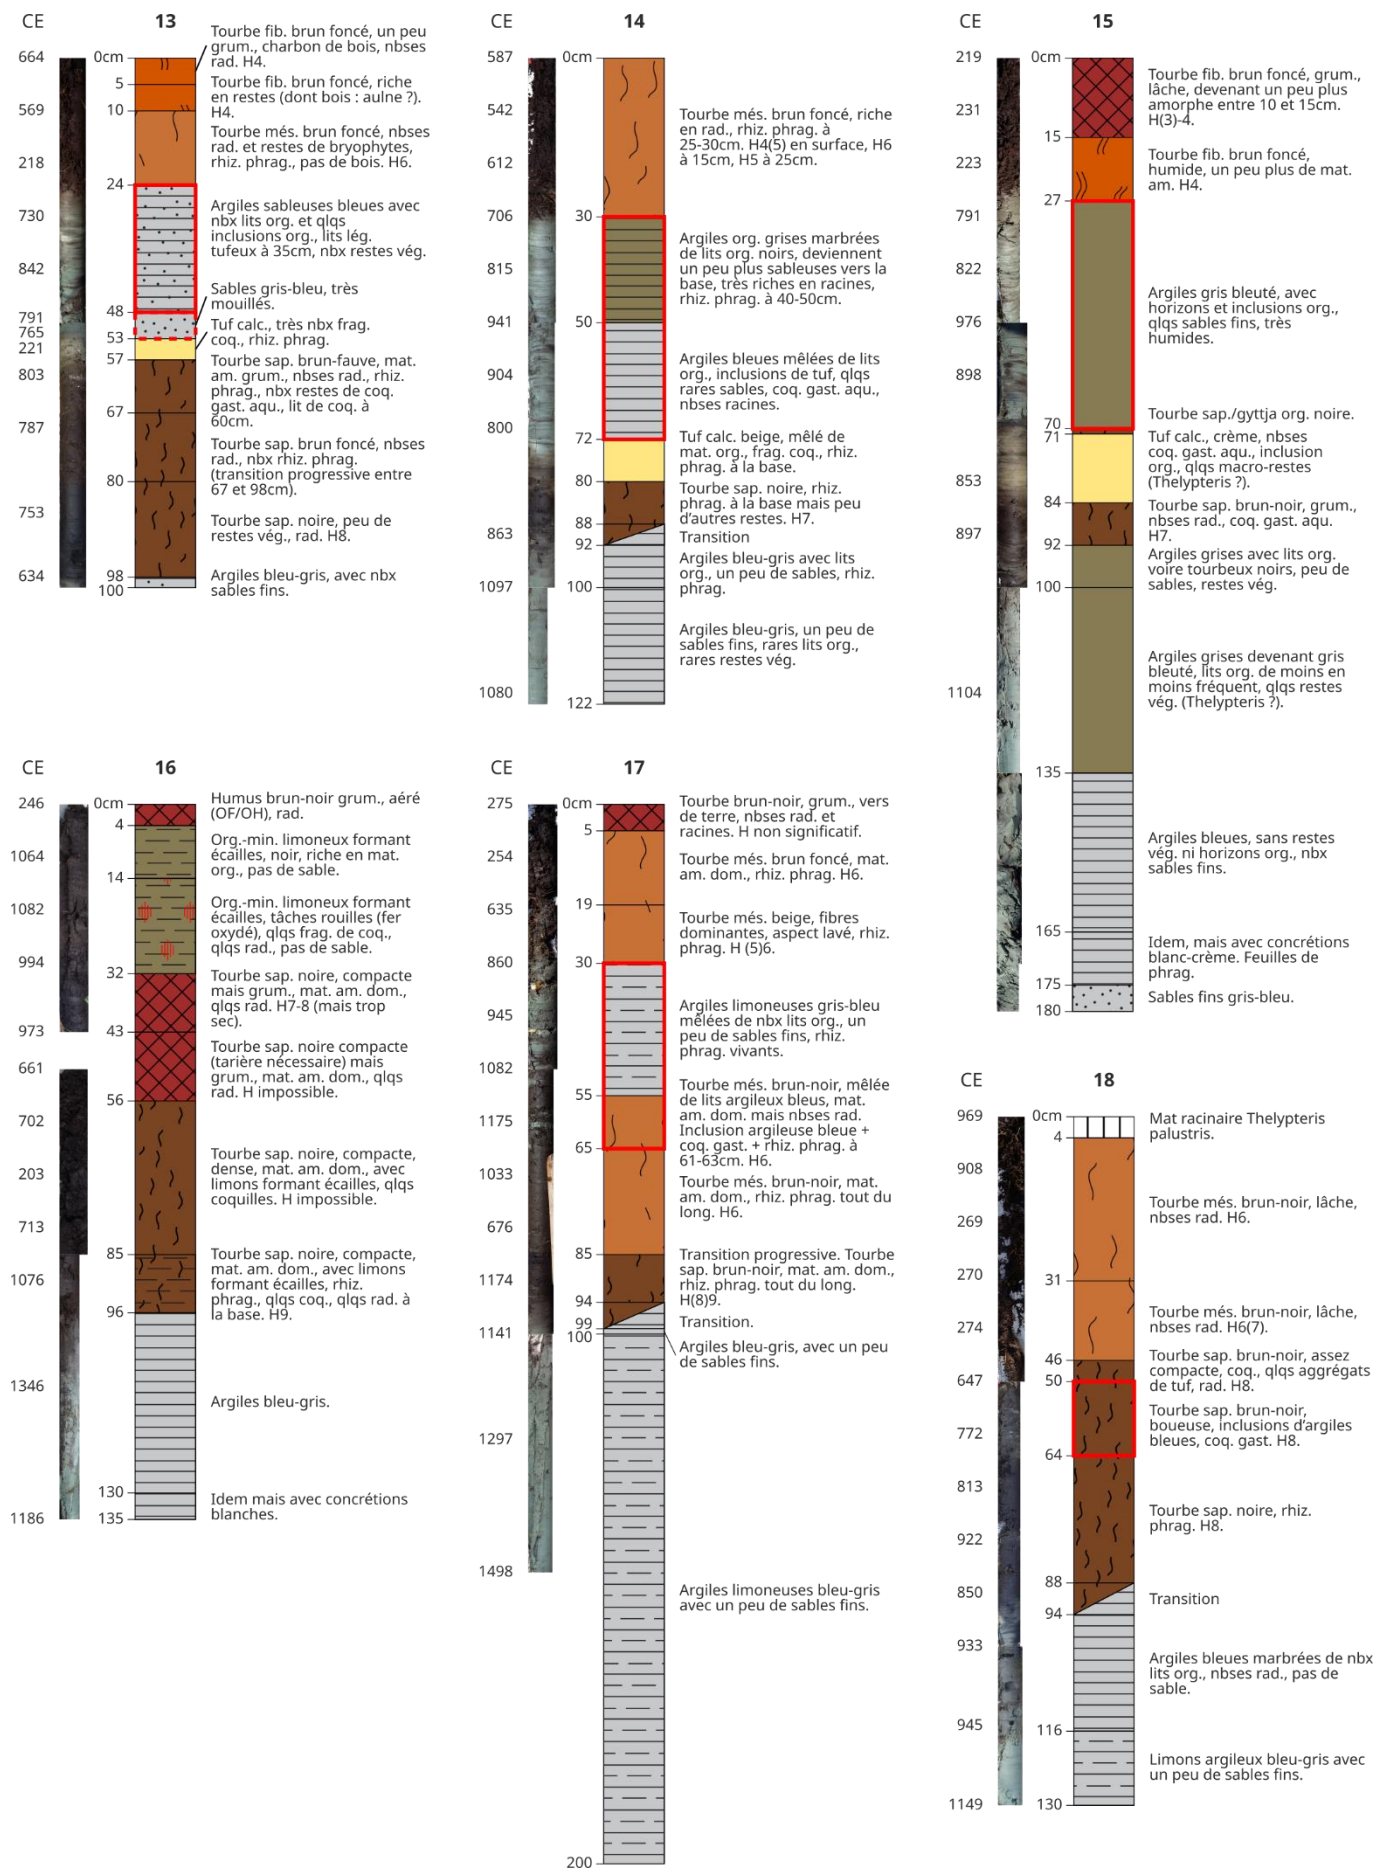 CE
13
664
569
218
730
842
791
765
221
803
787
753
634
0cm
5
10
24
48
53
57
67
80
98
100
Tourbe fib. brun foncé, un peu
grum., charbon de bois, nbses
rad. H4.
Tourbe fib. brun foncé, riche
en restes (dont bois : aulne ?).
H4.
Tourbe més. brun foncé, nbses
rad. et restes de bryophytes,
rhiz. phrag., pas de bois. H6.
Argiles sableuses bleues avec
nbx lits org. et qlqs
inclusions org., lits lég.
tufeux à 35cm, nbx restes vég.
Sables gris-bleu, très
mouillés.
Tuf calc., très nbx frag.
coq., rhiz. phrag.
Tourbe sap. brun-fauve, mat.
am. grum., nbses rad., rhiz.
phrag., nbx restes de coq.
gast. aqu., lit de coq. à
60cm.
Tourbe sap. brun foncé, nbses
rad., nbx rhiz. phrag.
(transition progressive entre
67 et 98cm).
Tourbe sap. noire, peu de
restes vég., rad. H8.
Argiles bleu-gris, avec nbx
sables fins.
CE
14
587
542
612
706
815
941
904
800
863
1097
1080
0cm
30
50
72
80
88
92
100
122
Tourbe més. brun foncé, riche
en rad., rhiz. phrag. à
25-30cm. H4(5) en surface, H6
à 15cm, H5 à 25cm.
Argiles org. grises marbrées
de lits org. noirs, deviennent
un peu plus sableuses vers la
base, très riches en racines,
rhiz. phrag. à 40-50cm.
Argiles bleues mêlées de lits
org., inclusions de tuf, qlqs
rares sables, coq. gast. aqu.,
nbses racines.
Tuf calc. beige, mêlé de
mat. org., frag. coq., rhiz.
phrag. à la base.
Tourbe sap. noire, rhiz.
phrag. à la base mais peu
d'autres restes. H7.
Transition
Argiles bleu-gris avec lits
org., un peu de sables, rhiz.
phrag.
Argiles bleu-gris, un peu de
sables fins, rares lits org.,
rares restes vég.
CE
15
219
231
223
791
822
976
898
853
897
1104
0cm
15
27
70
71
84
92
100
135
165
175
180
Tourbe fib. brun foncé, grum.,
lâche, devenant un peu plus
amorphe entre 10 et 15cm.
H(3)-4.
Tourbe fib. brun foncé,
humide, un peu plus de mat.
am. H4.
Argiles gris bleuté, avec
horizons et inclusions org.,
qlqs sables fins, très
humides.
Tourbe sap./gyttja org. noire.
Tuf calc., crème, nbses
coq. gast. aqu., inclusion
org., qlqs macro-restes
(Thelypteris ?).
Tourbe sap. brun-noir, grum.,
nbses rad., coq. gast. aqu.
H7.
Argiles grises avec lits org.
voire tourbeux noirs, peu de
sables, restes vég.
Argiles grises devenant gris
bleuté, lits org. de moins en
moins fréquent, qlqs restes
vég. (Thelypteris ?).
Argiles bleues, sans restes
vég. ni horizons org., nbx
sables fins.
Idem, mais avec concrétions
blanc-crème. Feuilles de
phrag.
Sables fins gris-bleu.
CE
16
246
1064
1082
994
973
661
702
203
713
1076
1346
1186
0cm
4
14
32
43
56
85
96
130
135
Humus brun-noir grum., aéré
(OF/OH), rad.
Org.-min. limoneux formant
écailles, noir, riche en mat.
org., pas de sable.
Org.-min. limoneux formant
écailles, tâches rouilles (fer
oxydé), qlqs frag. de coq.,
qlqs rad., pas de sable.
Tourbe sap. noire, compacte
mais grum., mat. am. dom.,
qlqs rad. H7-8 (mais trop
sec).
Tourbe sap. noire compacte
(tarière nécessaire) mais
grum., mat. am. dom., qlqs
rad. H impossible.
Tourbe sap. noire, compacte,
dense, mat. am. dom., avec
limons formant écailles, qlqs
coquilles. H impossible.
Tourbe sap. noire, compacte,
mat. am. dom., avec limons
formant écailles, rhiz.
phrag., qlqs coq., qlqs rad. à
la base. H9.
Argiles bleu-gris.
Idem mais avec concrétions
blanches.
CE
17
275
254
635
860
945
1082
1175
1033
676
1174
1141
1297
1498
0cm
5
19
30
55
65
85
94
99
100
200
Tourbe brun-noir, grum., vers
de terre, nbses rad. et
racines. H non significatif.
Tourbe més. brun foncé, mat.
am. dom., rhiz. phrag. H6.
Tourbe més. beige, fibres
dominantes, aspect lavé, rhiz.
phrag. H (5)6.
Argiles limoneuses gris-bleu
mêlées de nbx lits org., un
peu de sables fins, rhiz.
phrag. vivants.
Tourbe més. brun-noir, mêlée
de lits argileux bleus, mat.
am. dom. mais nbses rad.
Inclusion argileuse bleue +
coq. gast. + rhiz. phrag. à
61-63cm. H6.
Tourbe més. brun-noir, mat.
am. dom., rhiz. phrag. tout du
long. H6.
Transition progressive. Tourbe
sap. brun-noir, mat. am. dom.,
rhiz. phrag. tout du long.
H(8)9.
Transition.
Argiles bleu-gris, avec un peu
de sables fins.
Argiles limoneuses bleu-gris
avec un peu de sables fins.
CE
18
969
908
269
270
274
647
772
813
922
850
933
945
1149
0cm
4
31
46
50
64
88
94
116
130
Mat racinaire Thelypteris
palustris.
Tourbe més. brun-noir, lâche,
nbses rad. H6.
Tourbe més. brun-noir, lâche,
nbses rad. H6(7).
Tourbe sap. brun-noir, assez
compacte, coq., qlqs aggrégats
de tuf, rad. H8.
Tourbe sap. brun-noir,
boueuse, inclusions d'argiles
bleues, coq. gast. H8.
Tourbe sap. noire, rhiz.
phrag. H8.
Transition
Argiles bleues marbrées de nbx
lits org., nbses rad., pas de
sable.
Limons argileux bleu-gris avec
un peu de sables fins.